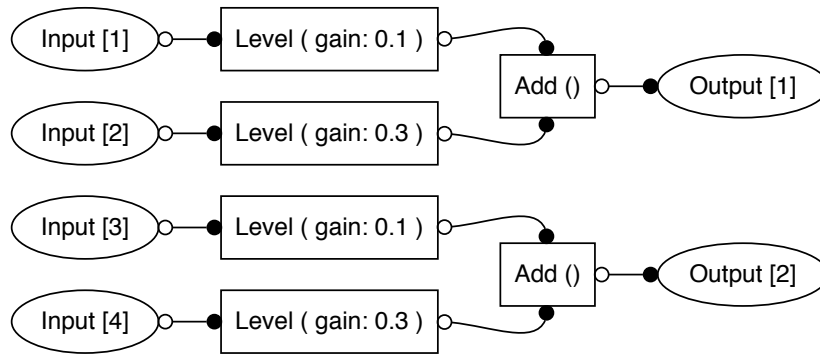 Input [1]
Level ( gain: 0.1 )
Add ()
Output [1]
Input [2]
Level ( gain: 0.3 )
Input [3]
Level ( gain: 0.1 )
Add ()
Output [2]
Input [4]
Level ( gain: 0.3 )